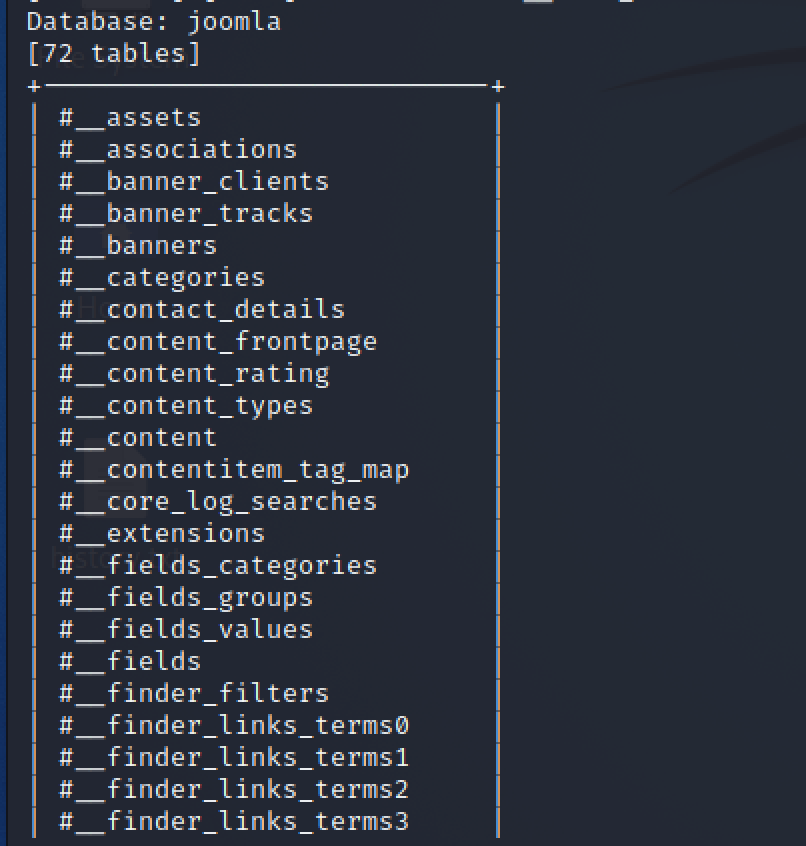 Database: joomla
[72 tables]
+————————————————————+
| #__assets |
| #__associations |
| #__banner_clients |
| #__banner_tracks |
| #__banners |
| #__categories |
| #__contact_details |
| #__content_frontpage |
| #__content_rating |
| #__content_types |
| #__content |
| #__contentitem_tag_map |
| #__core_log_searches |
| #__extensions |
| #__fields_categories |
| #__fields_groups |
| #__fields_values |
| #__fields |
| #__finder_filters |
| #__finder_links_terms0 |
| #__finder_links_terms1 |
| #__finder_links_terms2 |
| #__finder_links_terms3 |